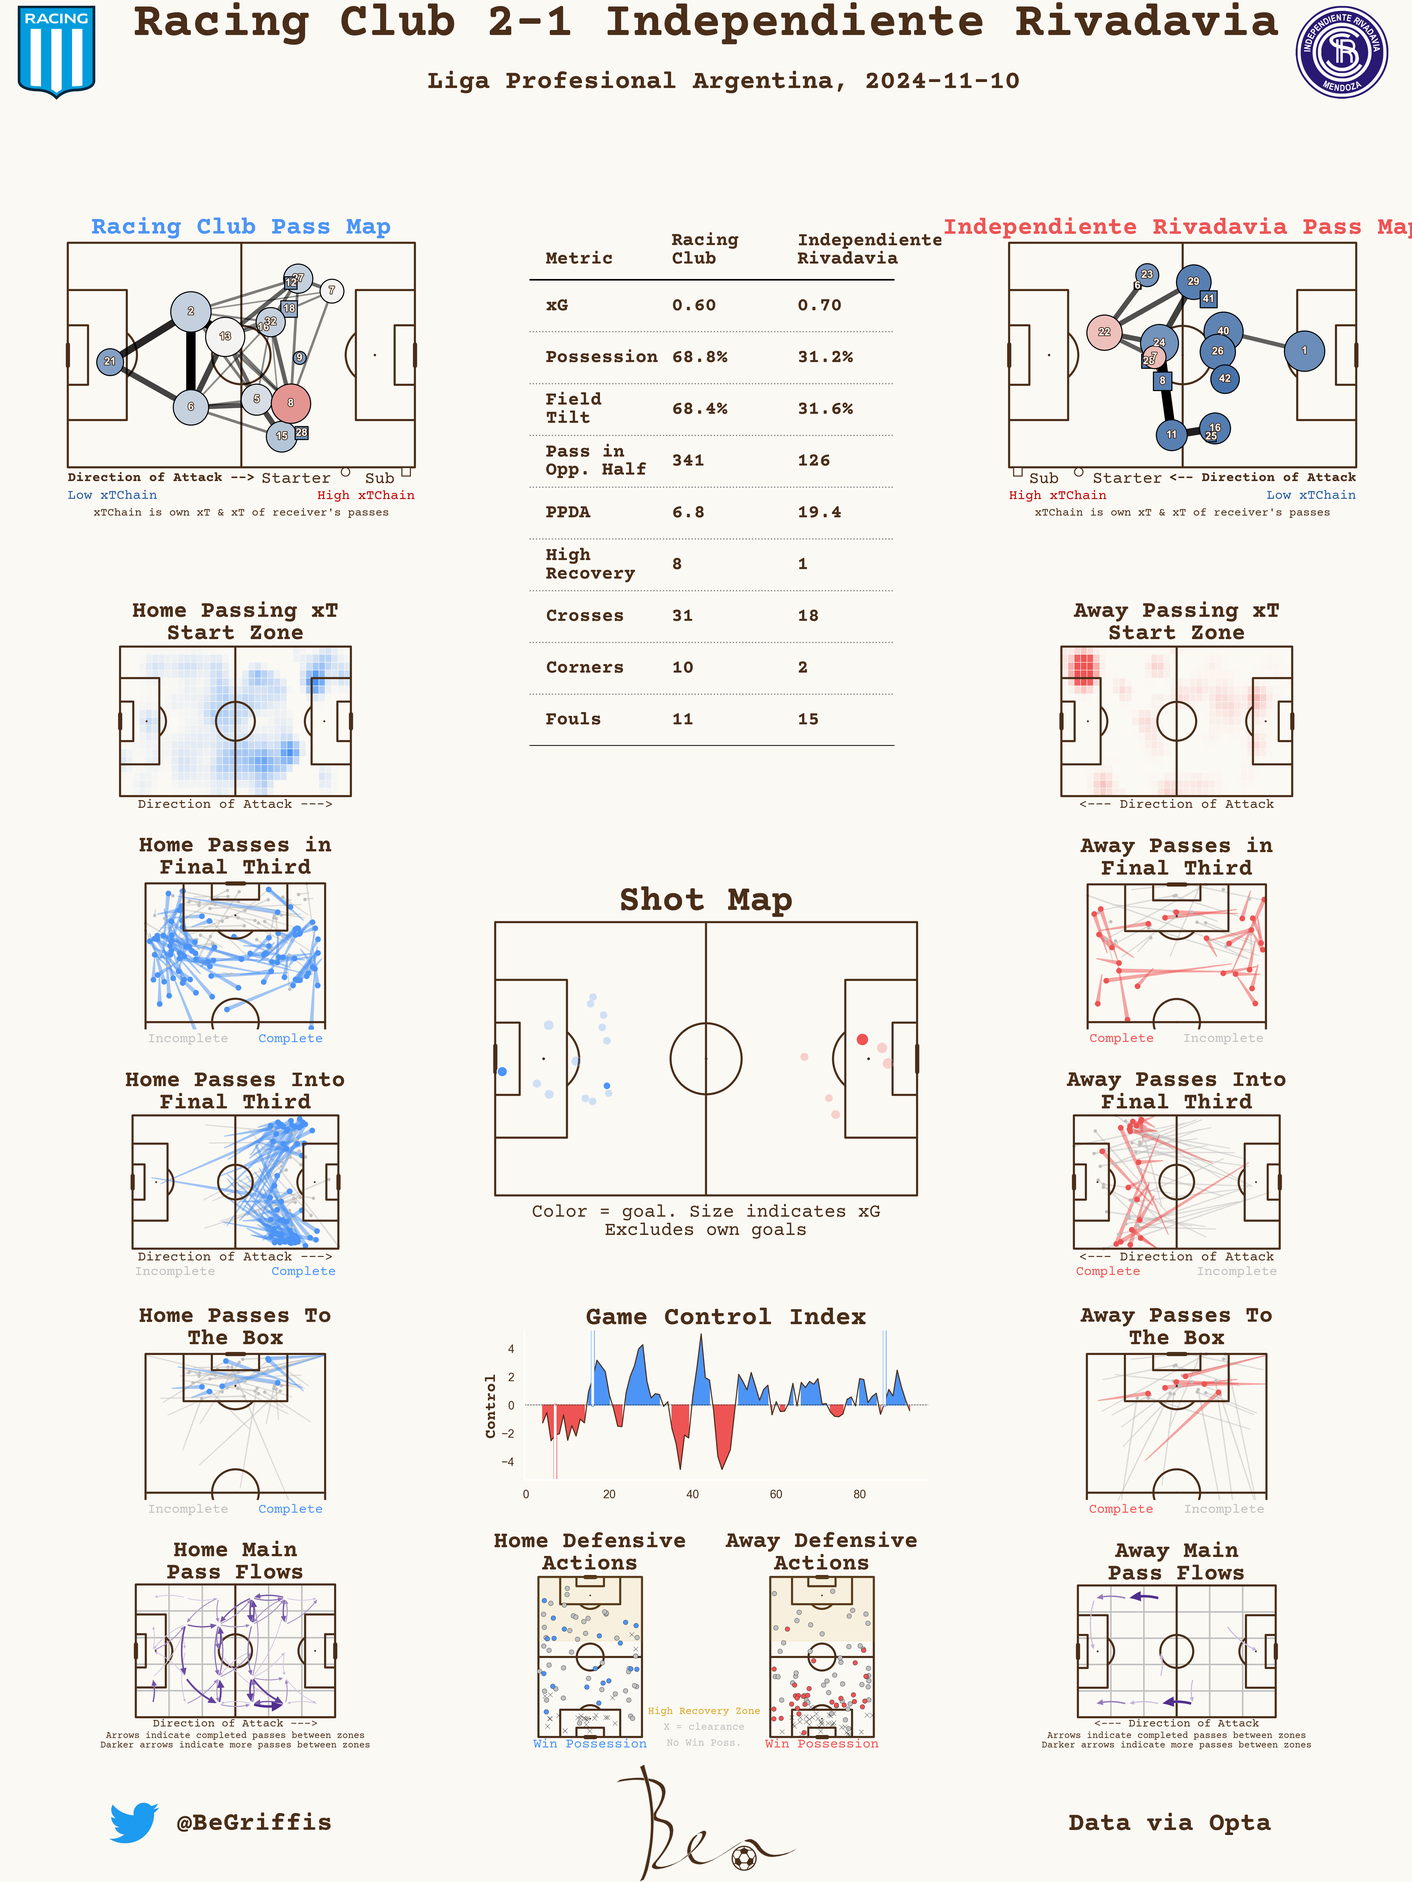 RACING
Racing Club 2-1 Independiente Rivadavia
Liga Profesional Argentina, 2024-11-10
INDEPENDIENTE RIVADAVIA
MENDOZA
Racing Club Pass Map
21
2
6
13
16
32
18
12
27
7
9
5
8
15
28
Direction of Attack --> Starter Sub
Low xTChain High xTChain
xTChain is own xT & xT of receiver's passes
Metric Racing Club Independiente Rivadavia
xG 0.60 0.70
Possession 68.8% 31.2%
Field Tilt 68.4% 31.6%
Pass in Opp. Half 341 126
PPDA 6.8 19.4
High Recovery 8 1
Crosses 31 18
Corners 10 2
Fouls 11 15
Independiente Rivadavia Pass Map
23
6
29
41
22
24
7
28
40
26
42
1
8
11
16
25
Sub Starter <-- Direction of Attack
High xTChain Low xTChain
xTChain is own xT & xT of receiver's passes
Home Passing xT
Start Zone
Direction of Attack --->
Away Passing xT
Start Zone
<--- Direction of Attack
Home Passes in
Final Third
Incomplete Complete
Away Passes in
Final Third
Complete Incomplete
Shot Map
Color = goal. Size indicates xG
Excludes own goals
Home Passes Into
Final Third
Direction of Attack --->
Incomplete Complete
Away Passes Into
Final Third
<--- Direction of Attack
Complete Incomplete
Home Passes To
The Box
Incomplete Complete
Game Control Index
Control
4
2
0
−2
−4
0 20 40 60 80
Away Passes To
The Box
Complete Incomplete
Home Main
Pass Flows
Direction of Attack --->
Arrows indicate completed passes between zones
Darker arrows indicate more passes between zones
Home Defensive
Actions
Win Possession
High Recovery Zone
X = clearance
No Win Poss.
Away Defensive
Actions
Win Possession
Away Main
Pass Flows
<--- Direction of Attack
Arrows indicate completed passes between zones
Darker arrows indicate more passes between zones
@BeGriffis
Ben
Data via Opta